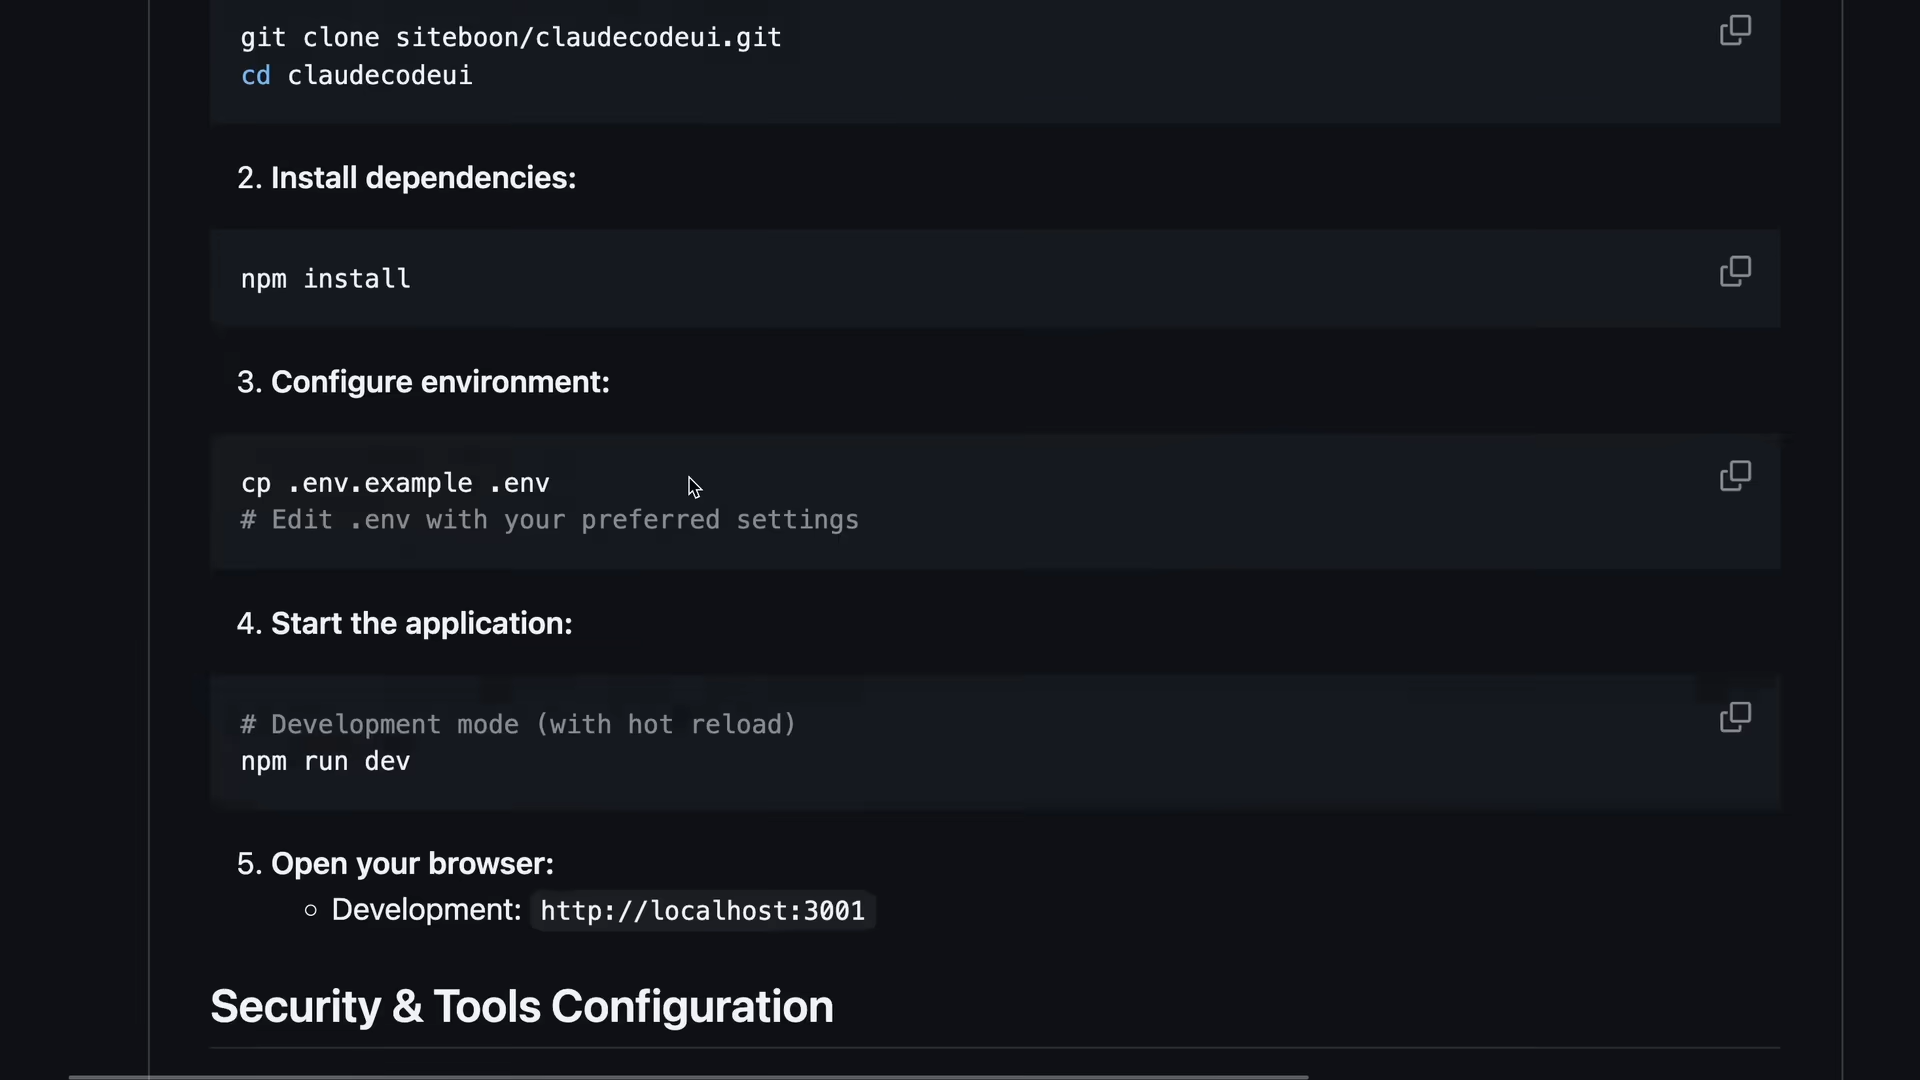 git clone siteboon/claudecodeui.git
cd claudecodeui
2. Install dependencies:
npm install
3. Configure environment:
cp .env.example .env
# Edit .env with your preferred settings
4. Start the application:
# Development mode (with hot reload)
npm run dev
5. Open your browser:
○ Development: http://localhost:3001
Security & Tools Configuration